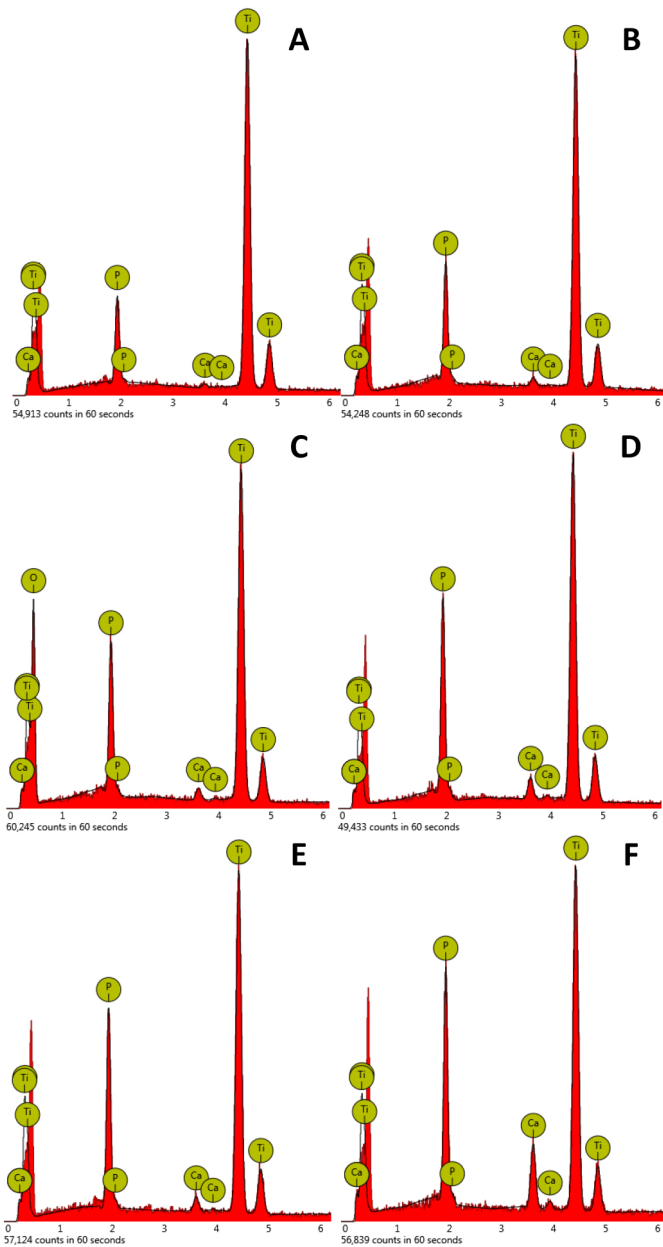 A
Ti
Ti
P
Ti
Ti
Ca
P
Ca
Ca
0 1 2 3 4 5 6
54,913 counts in 60 seconds
B
Ti
P
Ti
Ti
Ti
Ca
P
Ca
Ca
0 1 2 3 4 5 6
54,248 counts in 60 seconds
C
Ti
O
P
Ti
Ti
Ti
Ca
P
Ca
Ca
0 1 2 3 4 5 6
60,245 counts in 60 seconds
D
Ti
P
Ti
Ti
Ti
Ca
P
Ca
Ca
0 1 2 3 4 5 6
49,433 counts in 60 seconds
E
Ti
P
Ti
Ti
Ti
Ca
P
Ca
Ca
0 1 2 3 4 5 6
57,124 counts in 60 seconds
F
Ti
P
Ti
Ti
Ca
Ti
Ca
P
Ca
0 1 2 3 4 5 6
56,839 counts in 60 seconds